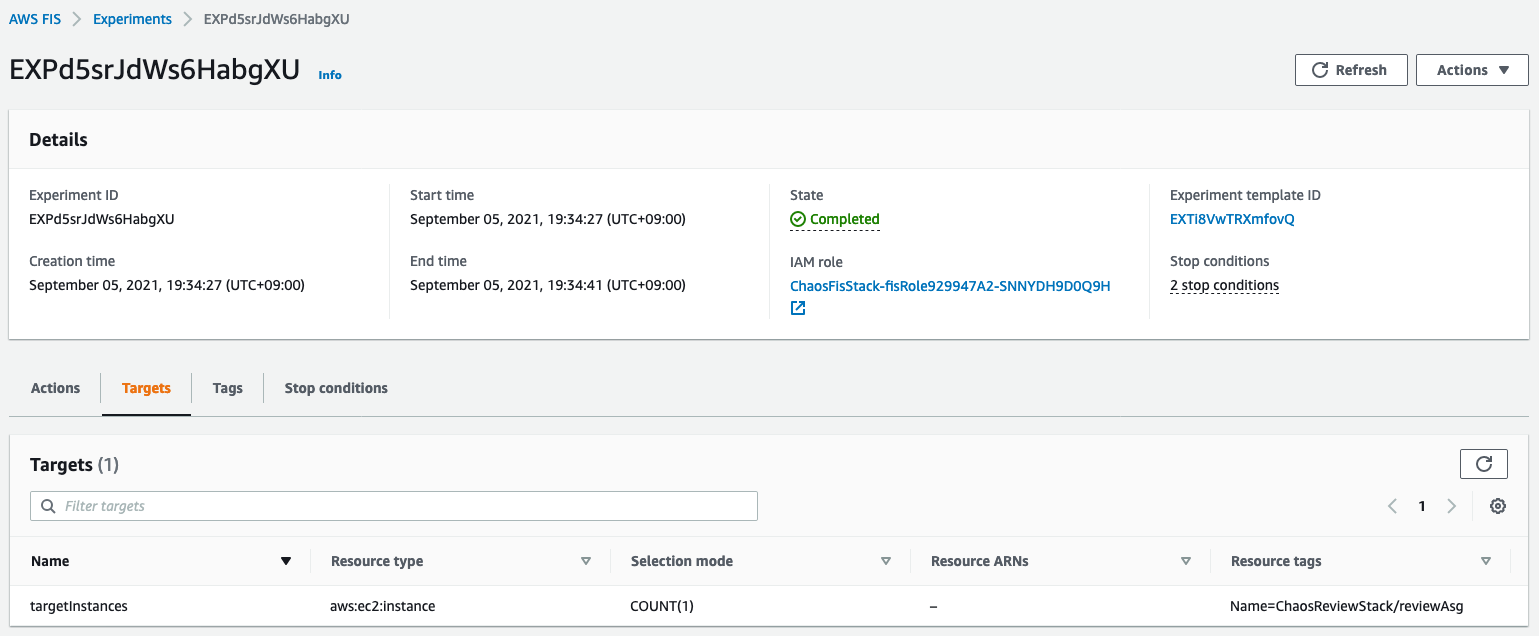 AWS FIS > Experiments > EXPd5srJdWs6HabgXU
EXPd5srJdWs6HabgXU Info
Refresh
Actions
Details
Experiment ID
EXPd5srJdWs6HabgXU
Creation time
September 05, 2021, 19:34:27 (UTC+09:00)
Start time
September 05, 2021, 19:34:27 (UTC+09:00)
End time
September 05, 2021, 19:34:41 (UTC+09:00)
State
Completed
IAM role
ChaosFisStack-fisRole929947A2-SNNYDH9D0Q9H
Experiment template ID
EXTi8VwTRXmfovQ
Stop conditions
2 stop conditions
Actions Targets Tags Stop conditions
Targets (1)
Filter targets
1
Name Resource type Selection mode Resource ARNs Resource tags
targetInstances aws:ec2:instance COUNT(1) – Name=ChaosReviewStack/reviewAsg